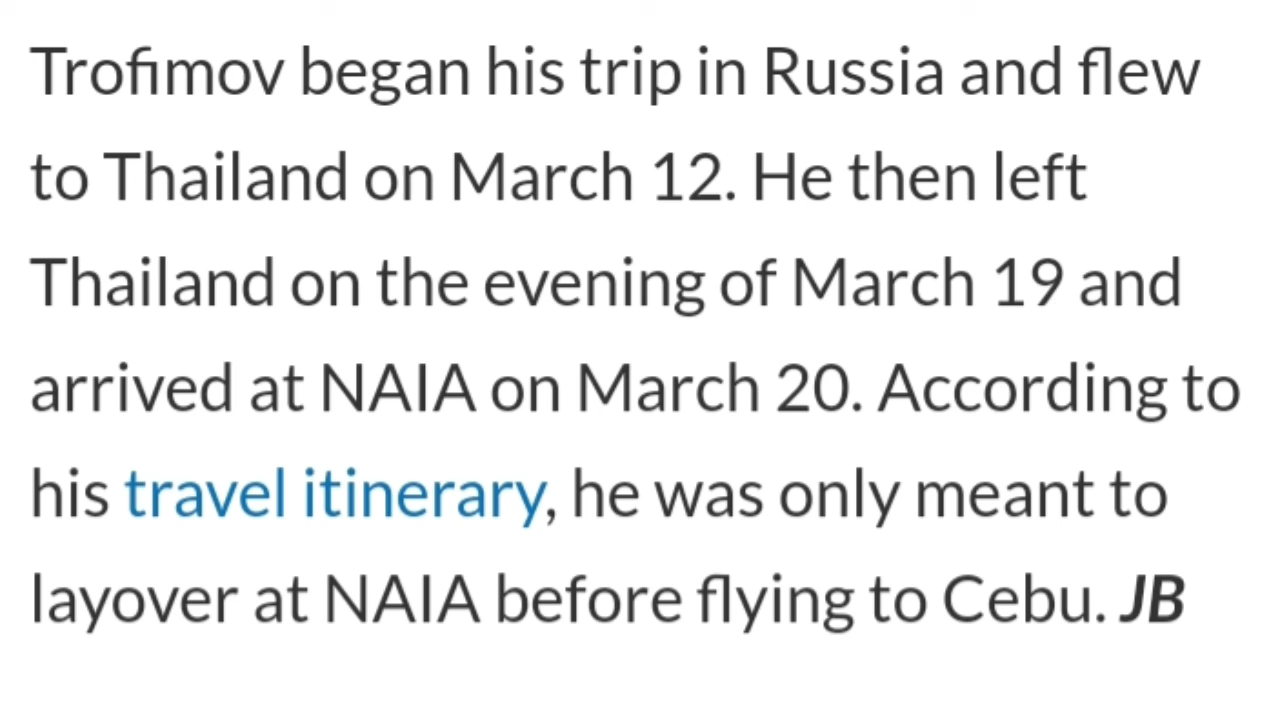 Trofimov began his trip in Russia and flew
to Thailand on March 12. He then left
Thailand on the evening of March 19 and
arrived at NAIA on March 20. According to
his travel itinerary, he was only meant to
layover at NAIA before flying to Cebu. JB